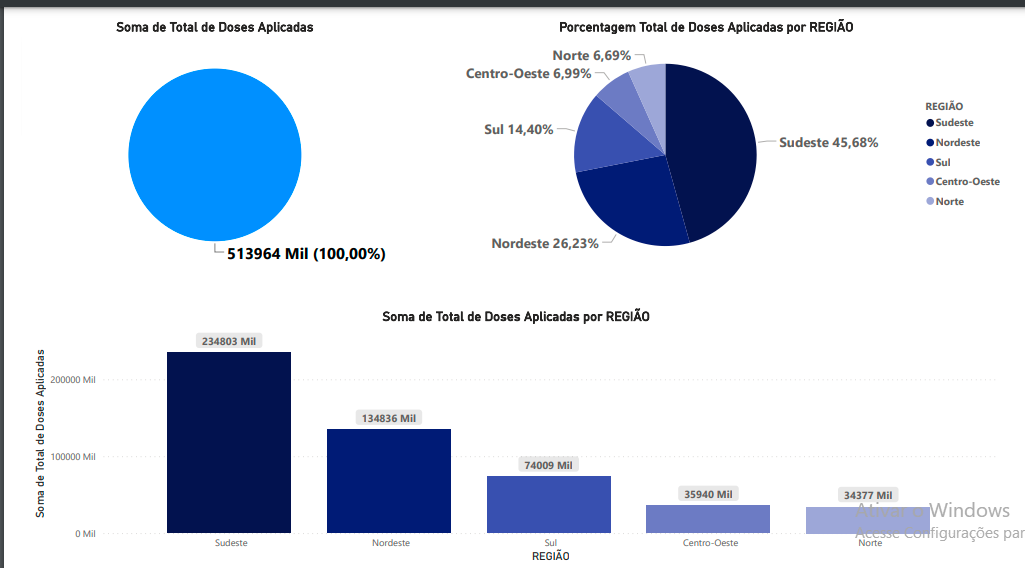 Soma de Total de Doses Aplicadas
513964 Mil (100,00%)
Porcentagem Total de Doses Aplicadas por REGIÃO
Norte 6,69%
Centro-Oeste 6,99%
Sul 14,40%
Sudeste 45,68%
Nordeste 26,23%
REGIÃO
Sudeste
Nordeste
Sul
Centro-Oeste
Norte
Soma de Total de Doses Aplicadas por REGIÃO
Soma de Total de Doses Aplicadas
200000 Mil
100000 Mil
0 Mil
234803 Mil
134836 Mil
74009 Mil
35940 Mil
34377 Mil
Sudeste
Nordeste
Sul
Centro-Oeste
Norte
REGIÃO
Windows
Acesse Configurações par